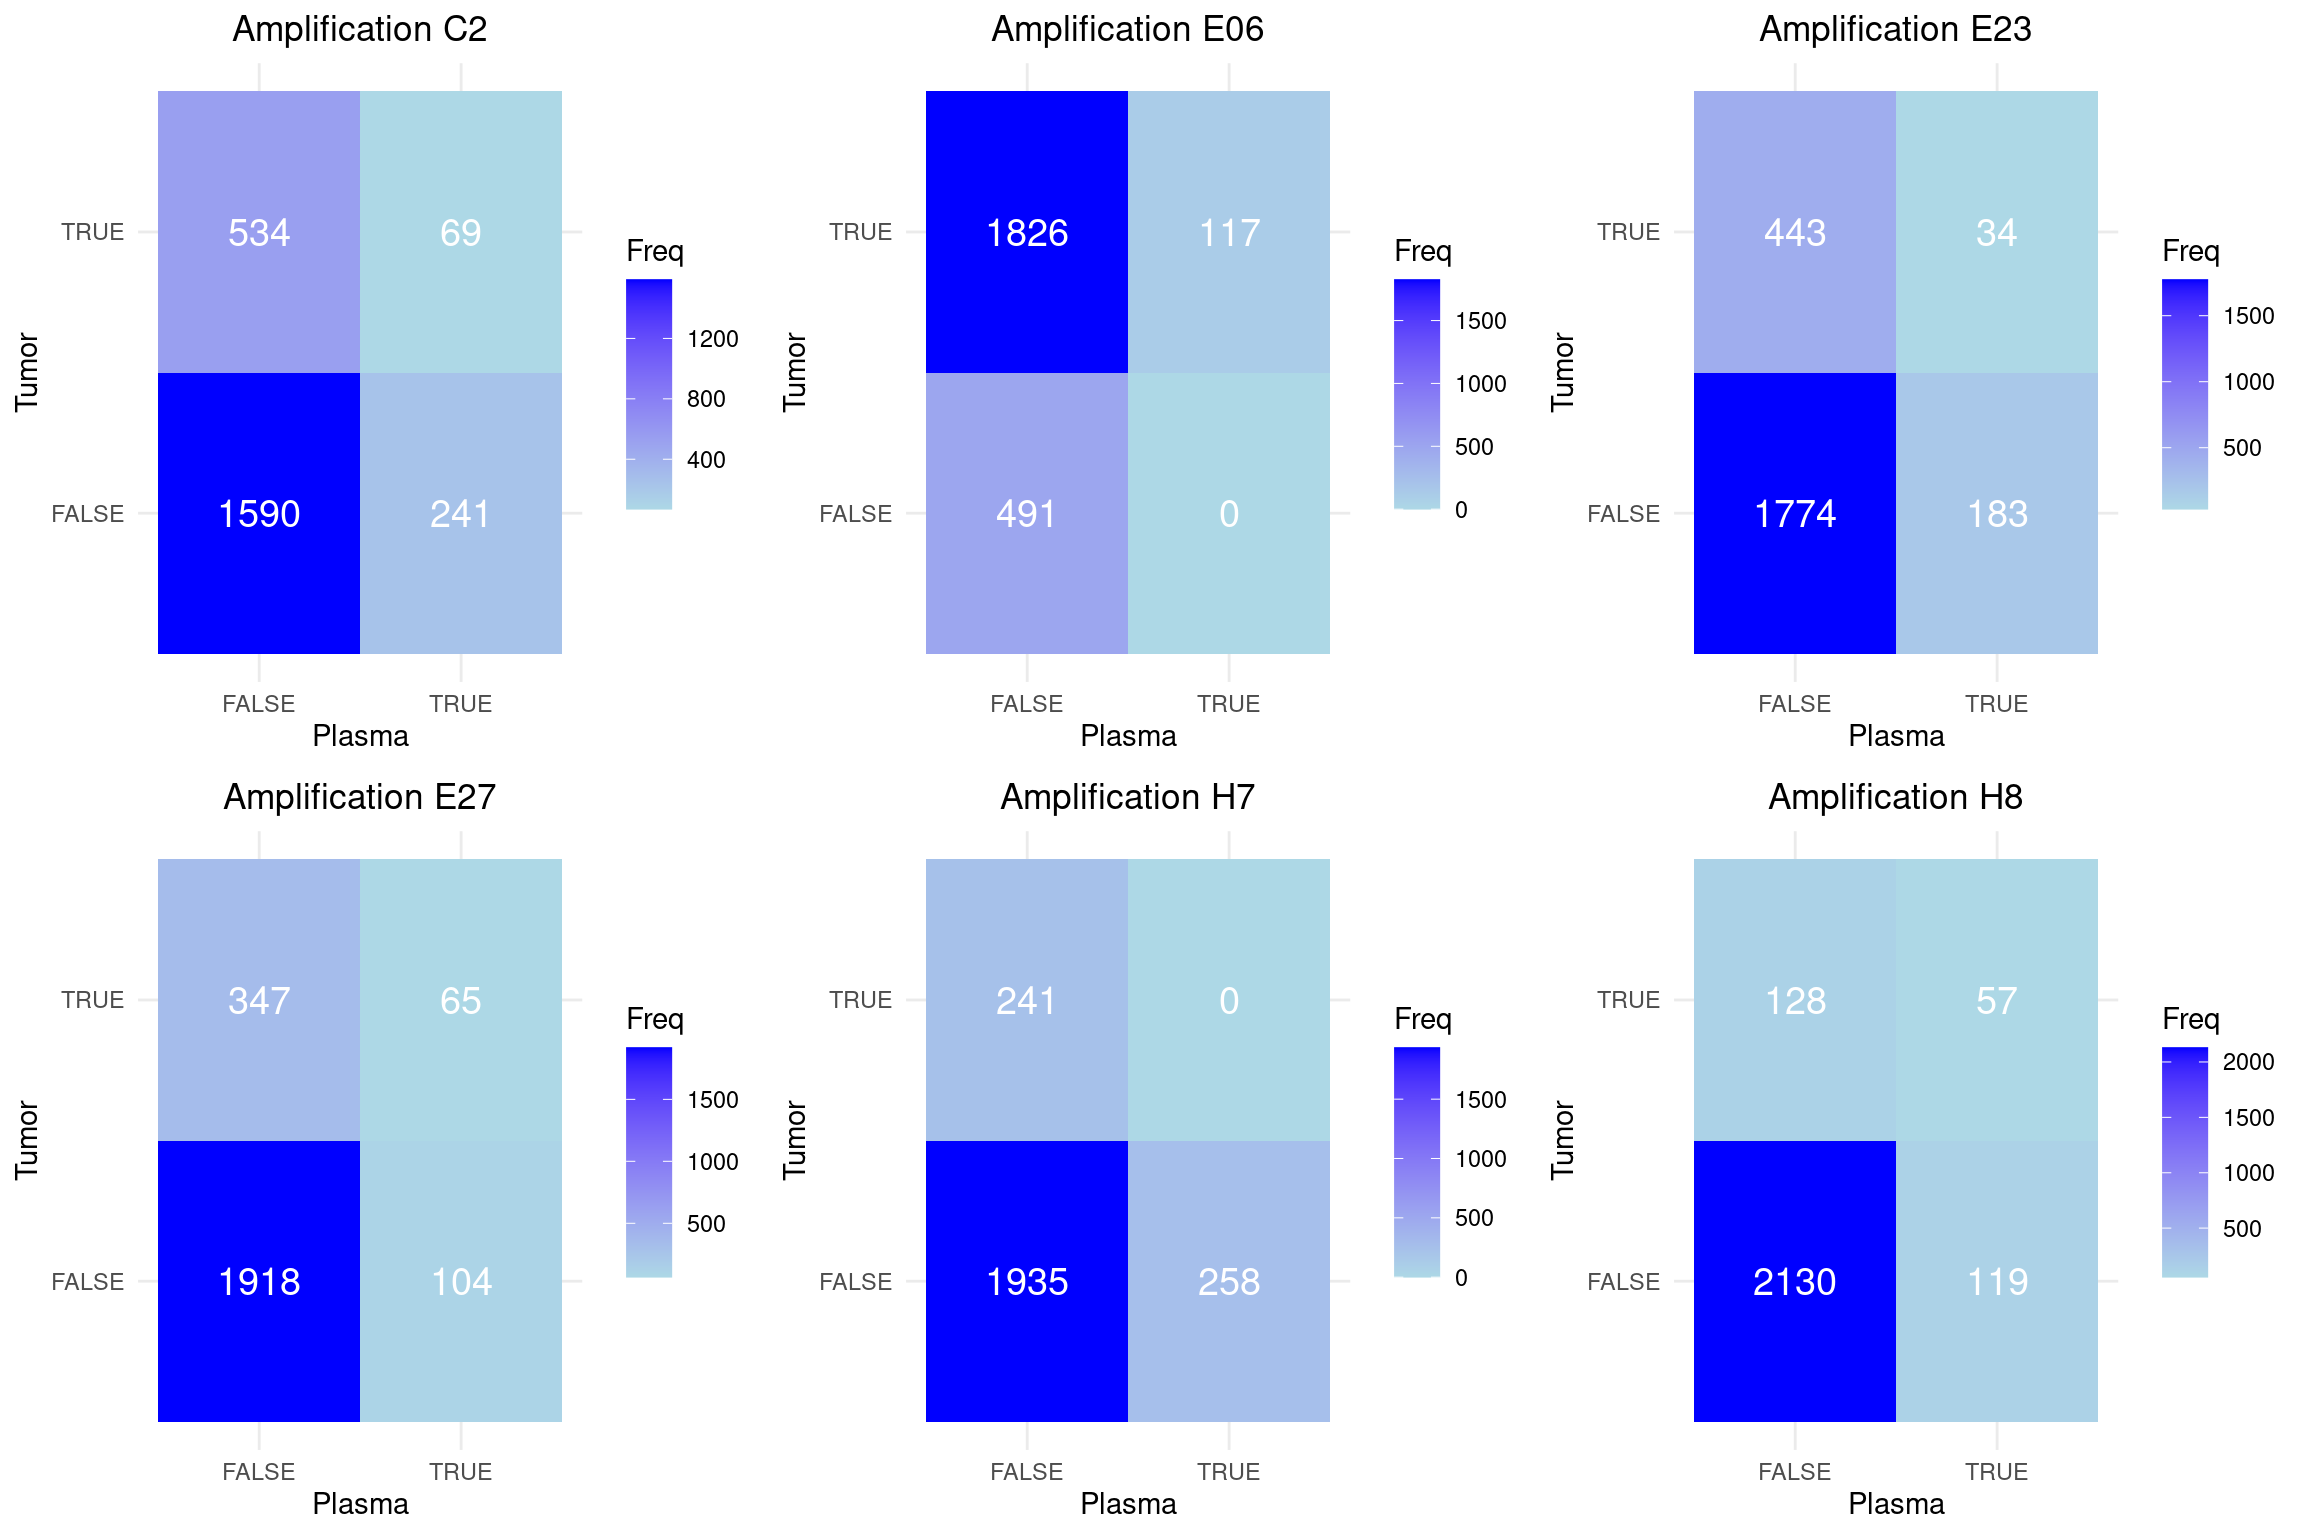 Amplification C2
TRUE
534
69
FALSE
1590
241
FALSE
TRUE
Plasma
Tumor
Freq
1200
800
400
Amplification E06
TRUE
1826
117
FALSE
491
0
FALSE
TRUE
Plasma
Tumor
Freq
1500
1000
500
0
Amplification E23
TRUE
443
34
FALSE
1774
183
FALSE
TRUE
Plasma
Tumor
Freq
1500
1000
500
Amplification E27
TRUE
347
65
FALSE
1918
104
FALSE
TRUE
Plasma
Tumor
Freq
1500
1000
500
Amplification H7
TRUE
241
0
FALSE
1935
258
FALSE
TRUE
Plasma
Tumor
Freq
1500
1000
500
0
Amplification H8
TRUE
128
57
FALSE
2130
119
FALSE
TRUE
Plasma
Tumor
Freq
2000
1500
1000
500